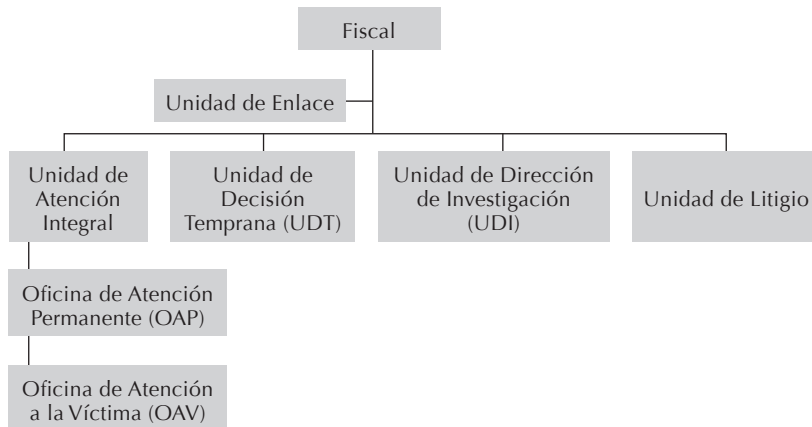 Fiscal
Unidad de Enlace
Unidad de
Atención
Integral
Unidad de
Decisión
Temprana (UDT)
Unidad de Dirección
de Investigación
(UDI)
Unidad de Litigio
Oficina de Atención
Permanente (OAP)
Oficina de Atención
a la Víctima (OAV)